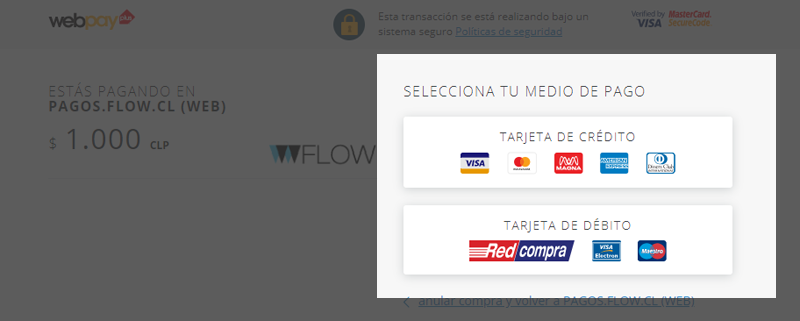 webpay plus
Esta transacción se está realizando bajo un
sistema seguro Políticas de seguridad
Verified by
VISA
MasterCard.
SecureCode.
ESTÁS PAGANDO EN
PAGOS.FLOW.CL (WEB)
$ 1.000 CLP
FLOW
SELECCIONA TU MEDIO DE PAGO
TARJETA DE CRÉDITO
VISA
mastercard
MAGNA
AMERICAN EXPRESS
Diners Club
INTERNATIONAL
TARJETA DE DÉBITO
Redcompra
VISA
Electron
Maestro
anular compra y volver a PAGOS.FLOW.CL (WEB)